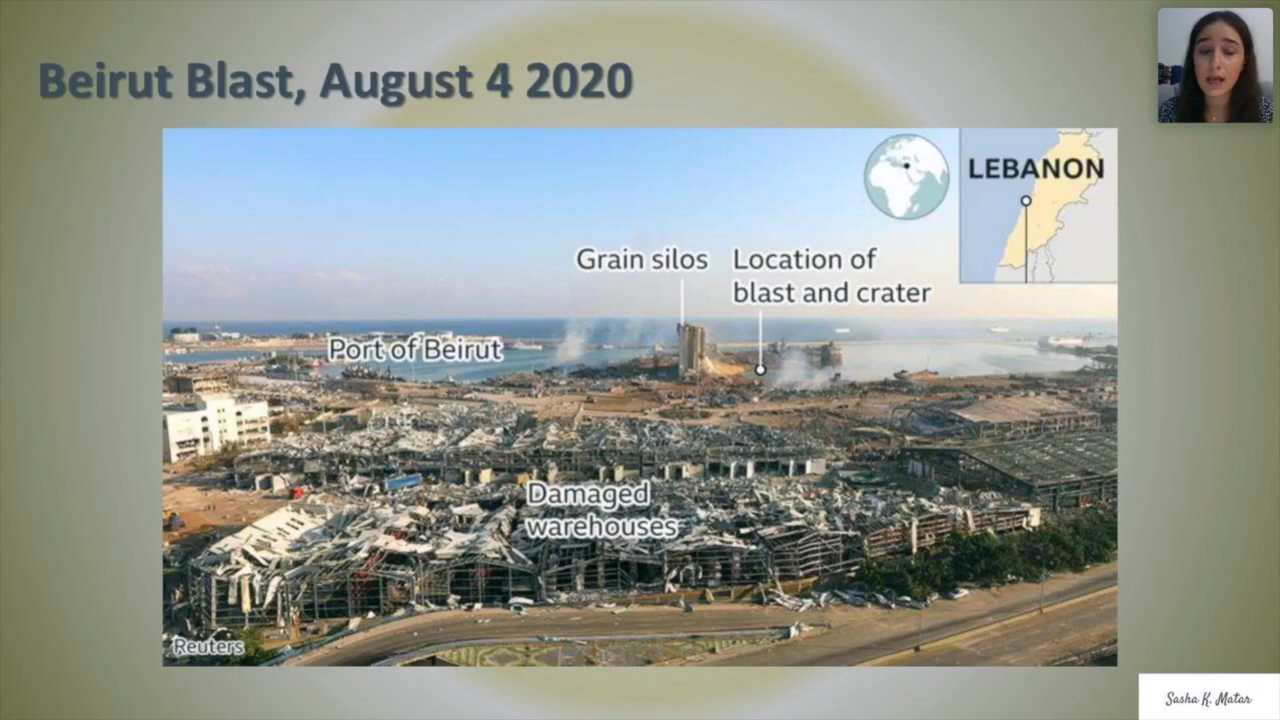 Beirut Blast, August 4 2020
LEBANON
Grain silos
Location of
blast and crater
Port of Beirut
Damaged
warehouses
Reuters
Sasha K. Matar